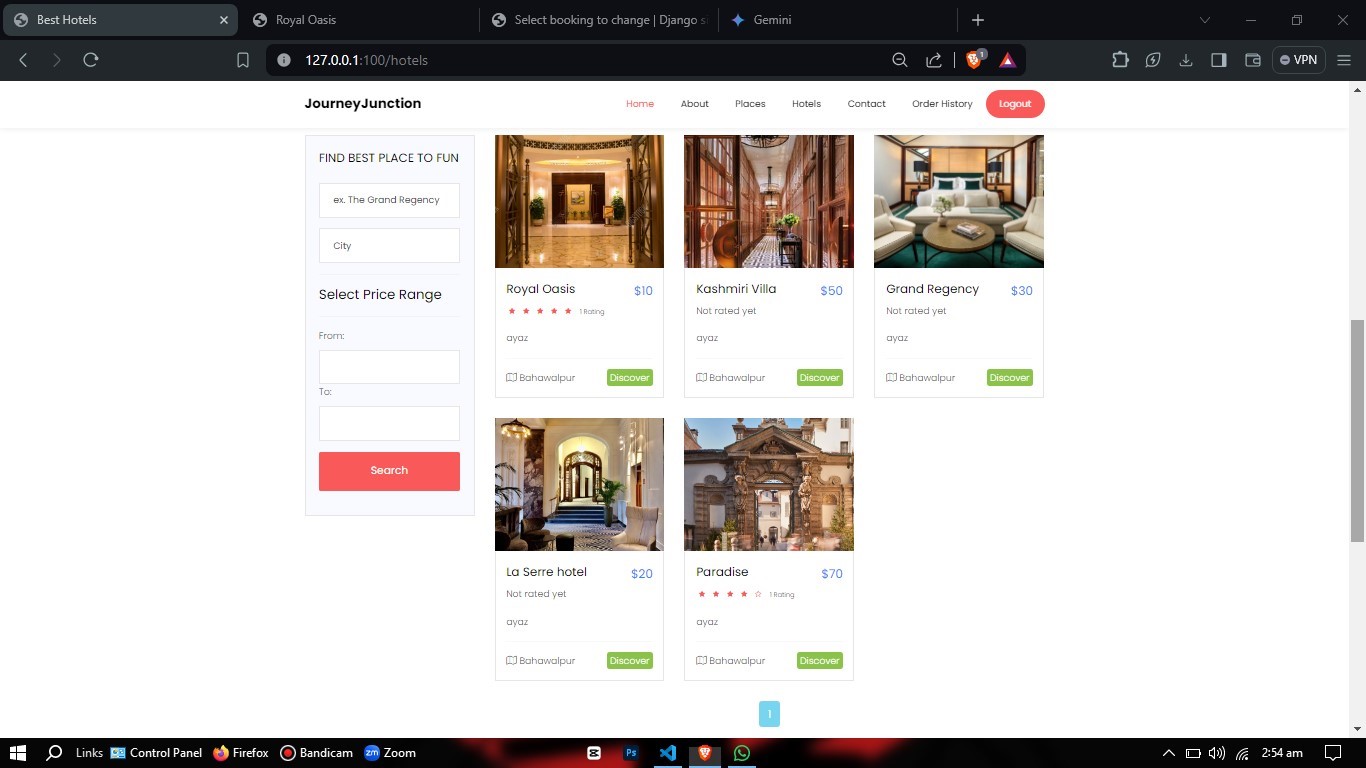 Best Hotels
Royal Oasis
Select booking to change | Django si
Gemini
127.0.0.1:100/hotels
1
VPN
JourneyJunction
Home
About
Places
Hotels
Contact
Order History
Logout
FIND BEST PLACE TO FUN
ex. The Grand Regency
City
Select Price Range
From:
To:
Search
Royal Oasis $10
1 Rating
ayaz
Bahawalpur Discover
Kashmiri Villa $50
Not rated yet
ayaz
Bahawalpur Discover
Grand Regency $30
Not rated yet
ayaz
Bahawalpur Discover
La Serre hotel $20
Not rated yet
ayaz
Bahawalpur Discover
Paradise $70
1 Rating
ayaz
Bahawalpur Discover
1
Links
Control Panel
Firefox
Bandicam
zm
Zoom
Ps
2:54 am